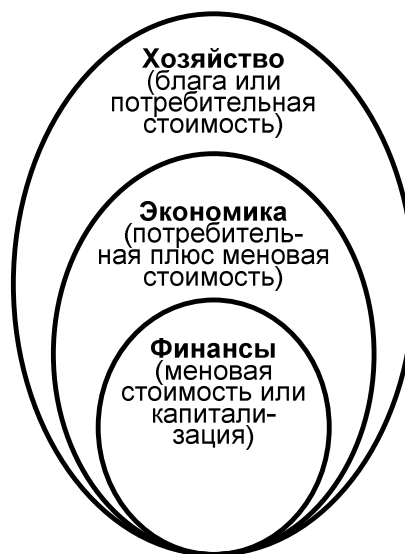 Хозяйство
(блага или
потребительная
стоимость)
Экономика
(потребитель-
ная плюс меновая
стоимость)
Финансы
(меновая
стоимость или
капитали-
зация)